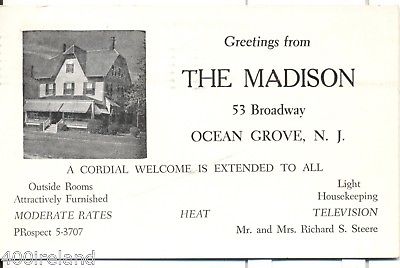 Greetings from
THE MADISON
53 Broadway
OCEAN GROVE, N. J.
A CORDIAL WELCOME IS EXTENDED TO ALL
Outside Rooms
Attractively Furnished
MODERATE RATES
PRospect 5-3707
HEAT
Light
Housekeeping
TELEVISION
Mr. and Mrs. Richard S. Steere
400ireland
400ireland